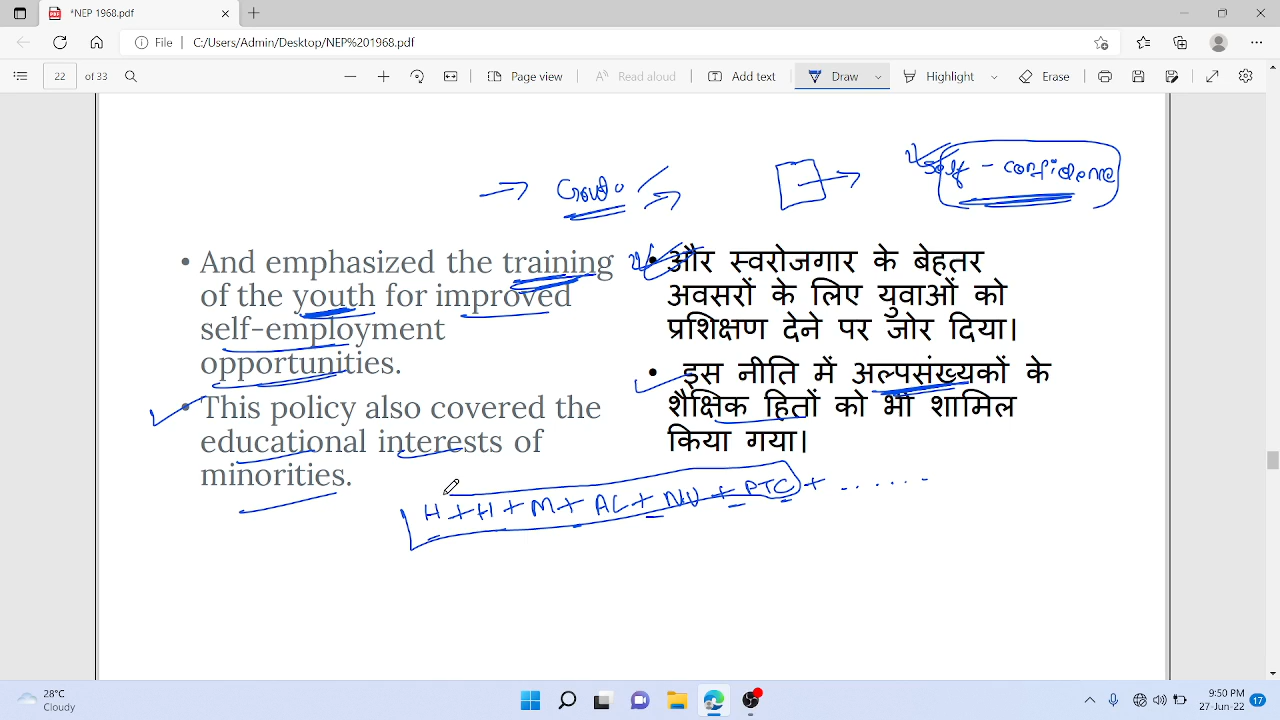 *NEP 1968.pdf
File C:/Users/Admin/Desktop/NEP%201968.pdf
22 of 33 Page view Read aloud Add text Draw Highlight Erase
self - confidence
• And emphasized the training
of the youth for improved
self-employment
opportunities.
• This policy also covered the
educational interests of
minorities.
• और स्वरोजगार के बेहतर
अवसरों के लिए युवाओं को
प्रशिक्षण देने पर जोर दिया।
• इस नीति में अल्पसंख्यकों के
शैक्षिक हितों को भी शामिल
किया गया।
H + H + M + AL + NU + PTC + .......
28°C
Cloudy
9:50 PM
27-Jun-22
17